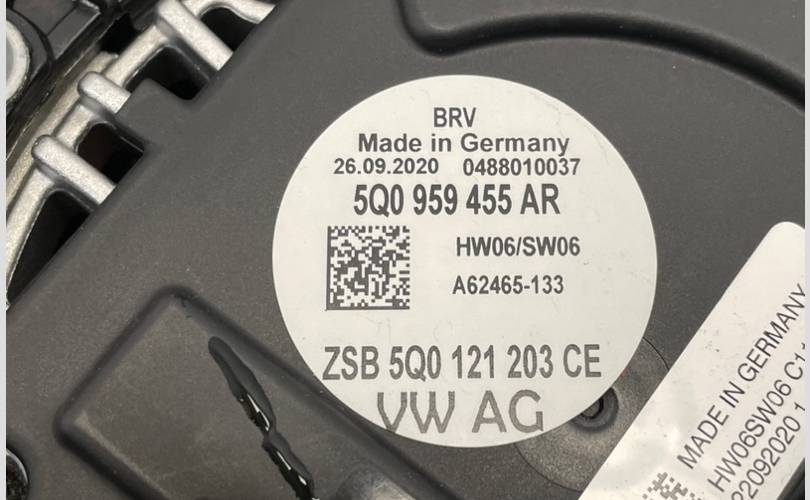 BRV
Made in Germany
26.09.2020 0488010037
5Q0 959 455 AR
HW06/SW06
A62465-133
ZSB 5Q0 121 203 CE
VW AG
MADE IN GERMANY
HW06SW06
2092020